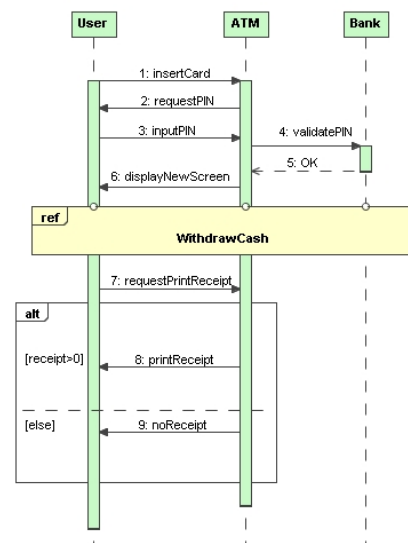 User ATM Bank
1: insertCard
2: requestPIN
3: inputPIN
4: validatePIN
5: OK
6: displayNewScreen
ref
WithdrawCash
7: requestPrintReceipt
alt
[receipt>0]
8: printReceipt
[else]
9: noReceipt